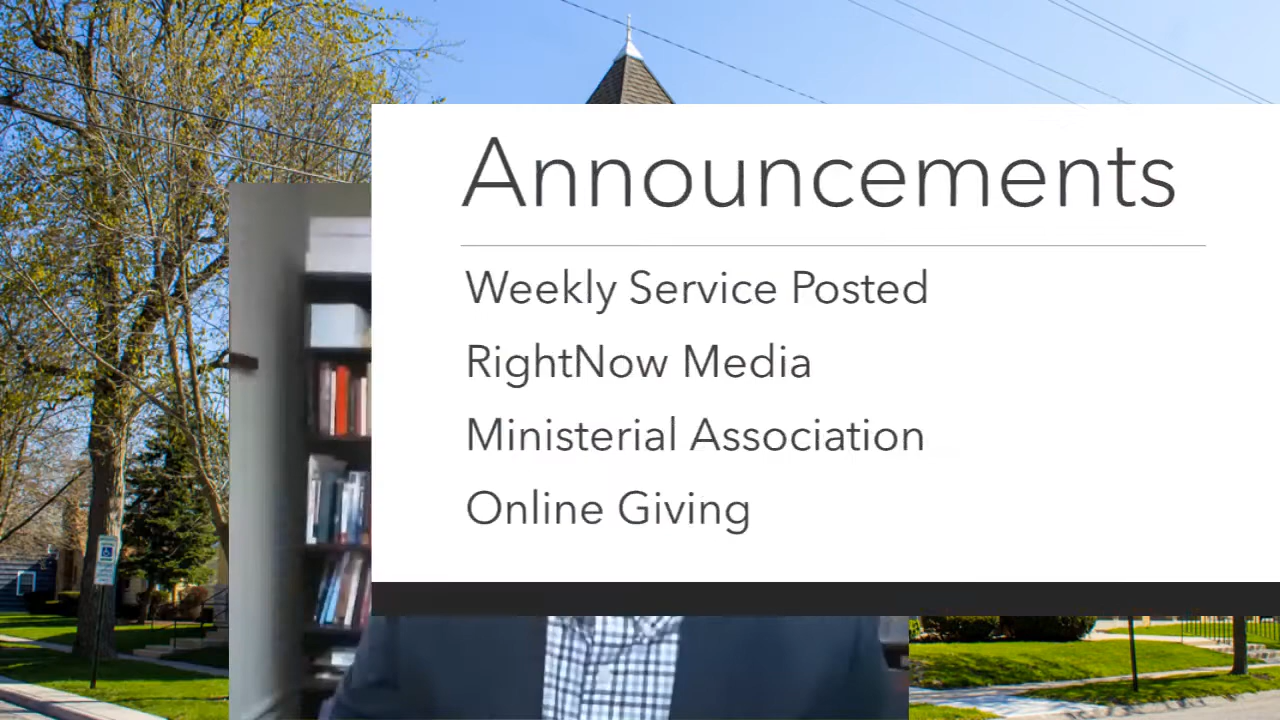 Announcements
Weekly Service Posted
RightNow Media
Ministerial Association
Online Giving